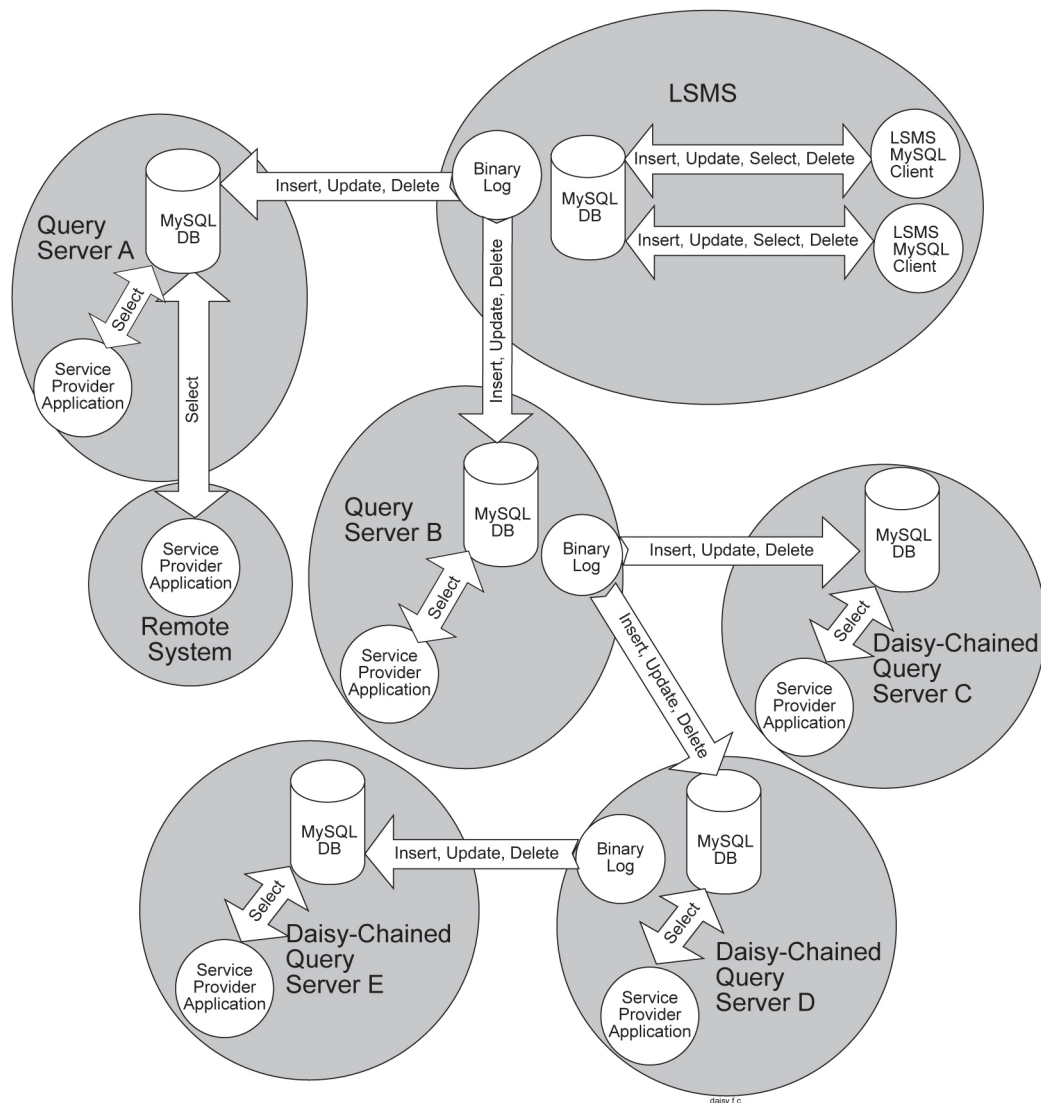 LSMS
Binary
Log
MySQL
DB
Insert, Update, Select, Delete
LSMS
MySQL
Client
Insert, Update, Select, Delete
LSMS
MySQL
Client
Insert, Update, Delete
MySQL
DB
Query
Server A
Select
Service
Provider
Application
Select
Service
Provider
Application
Remote
System
Insert, Update, Delete
Query
Server B
MySQL
DB
Select
Service
Provider
Application
Binary
Log
Insert, Update, Delete
MySQL
DB
Select
Daisy-Chained
Query
Server C
Service
Provider
Application
Insert, Update, Delete
MySQL
DB
Binary
Log
Select
Daisy-Chained
Query
Server D
Service
Provider
Application
Insert, Update, Delete
MySQL
DB
Select
Daisy-Chained
Query
Server E
Service
Provider
Application